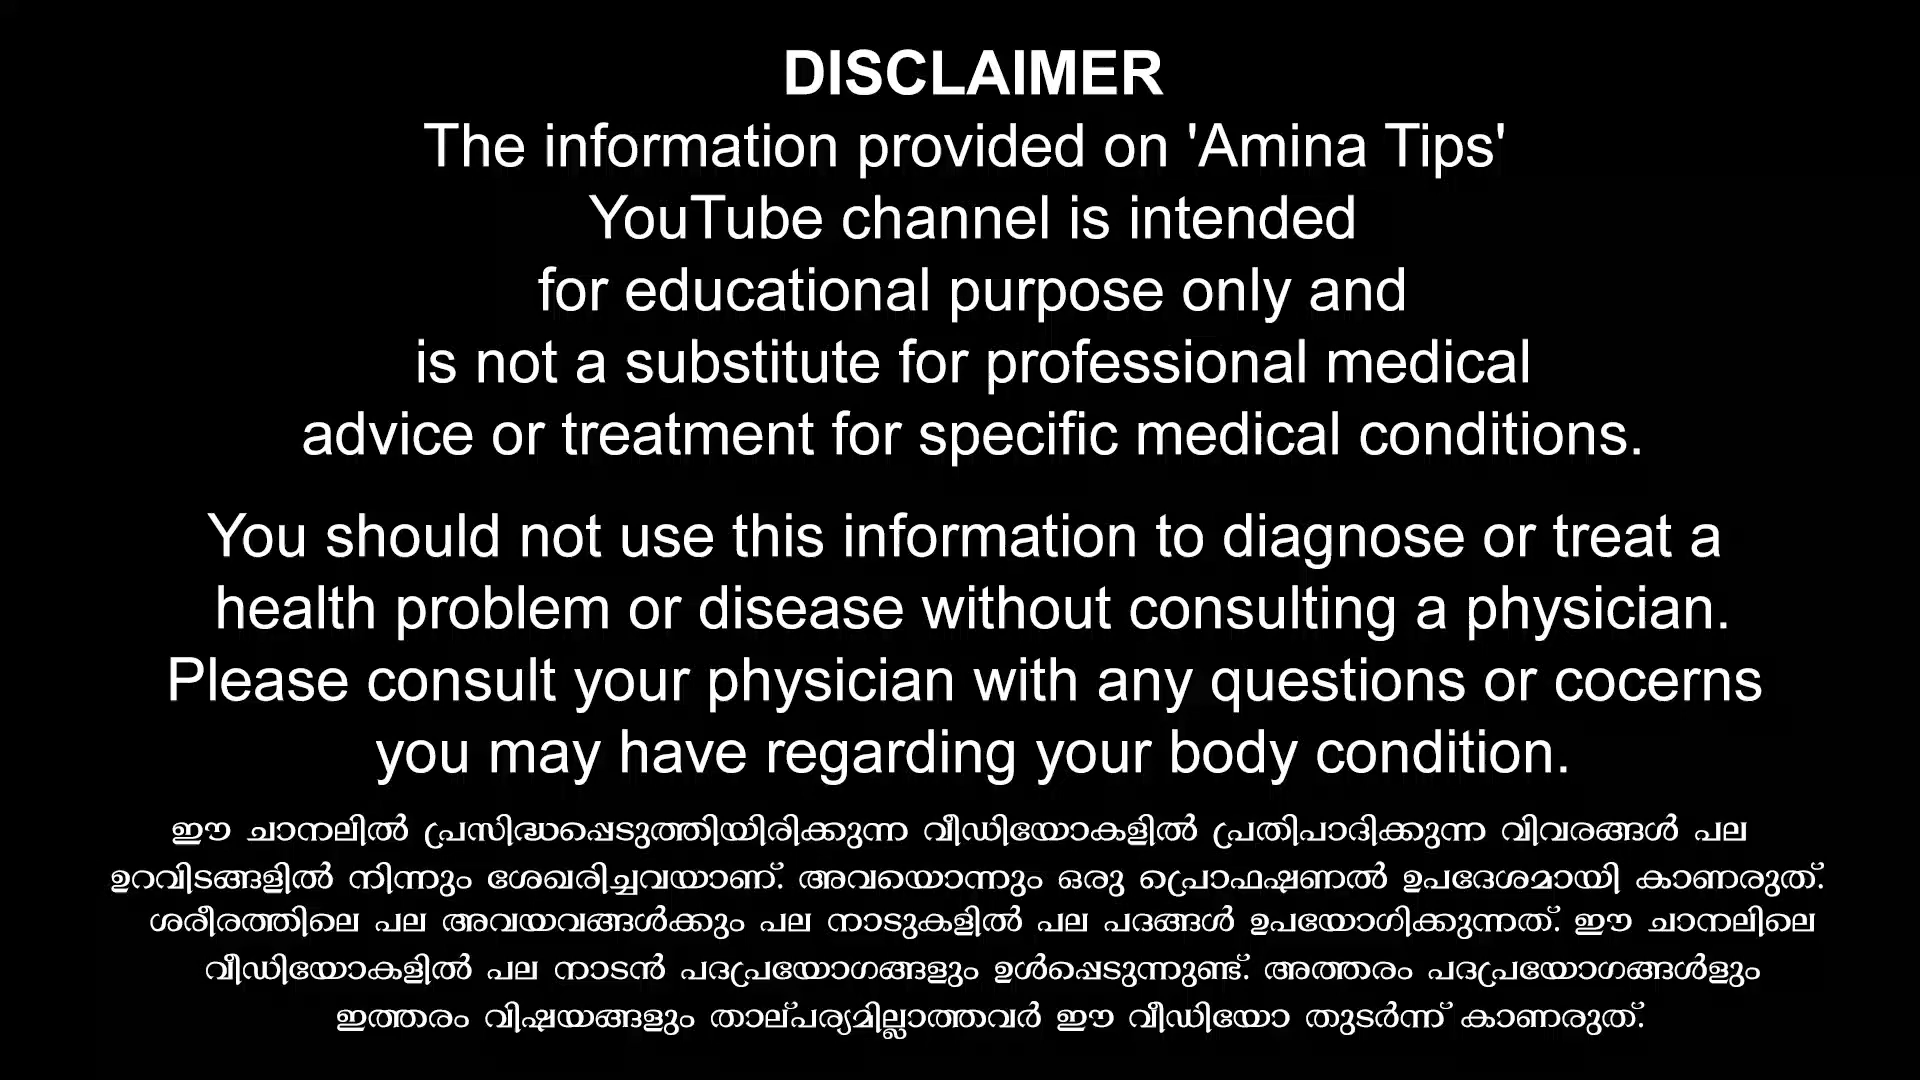 DISCLAIMER
The information provided on 'Amina Tips'
YouTube channel is intended
for educational purpose only and
is not a substitute for professional medical
advice or treatment for specific medical conditions.
You should not use this information to diagnose or treat a
health problem or disease without consulting a physician.
Please consult your physician with any questions or cocerns
you may have regarding your body condition.
ഈ ചാനലിൽ പ്രസിദ്ധപ്പെടുത്തിയിരിക്കുന്ന വീഡിയോകളിൽ പ്രതിപാദിക്കുന്ന വിവരങ്ങൾ പല
ഉറവിടങ്ങളിൽ നിന്നും ശേഖരിച്ചവയാണ്. അവയൊന്നും ഒരു പ്രൊഫഷണൽ ഉപദേശമായി കാണരുത്.
ശരീരത്തിലെ പല അവയവങ്ങൾക്കും പല നാടുകളിൽ പല പദങ്ങൾ ഉപയോഗിക്കുന്നത്. ഈ ചാനലിലെ
വീഡിയോകളിൽ പല നാടൻ പദപ്രയോഗങ്ങളും ഉൾപ്പെടുന്നുണ്ട്. അത്തരം പദപ്രയോഗങ്ങൾളും
ഇത്തരം വിഷയങ്ങളും താല്പര്യമില്ലാത്തവർ ഈ വീഡിയോ തുടർന്ന് കാണരുത്.